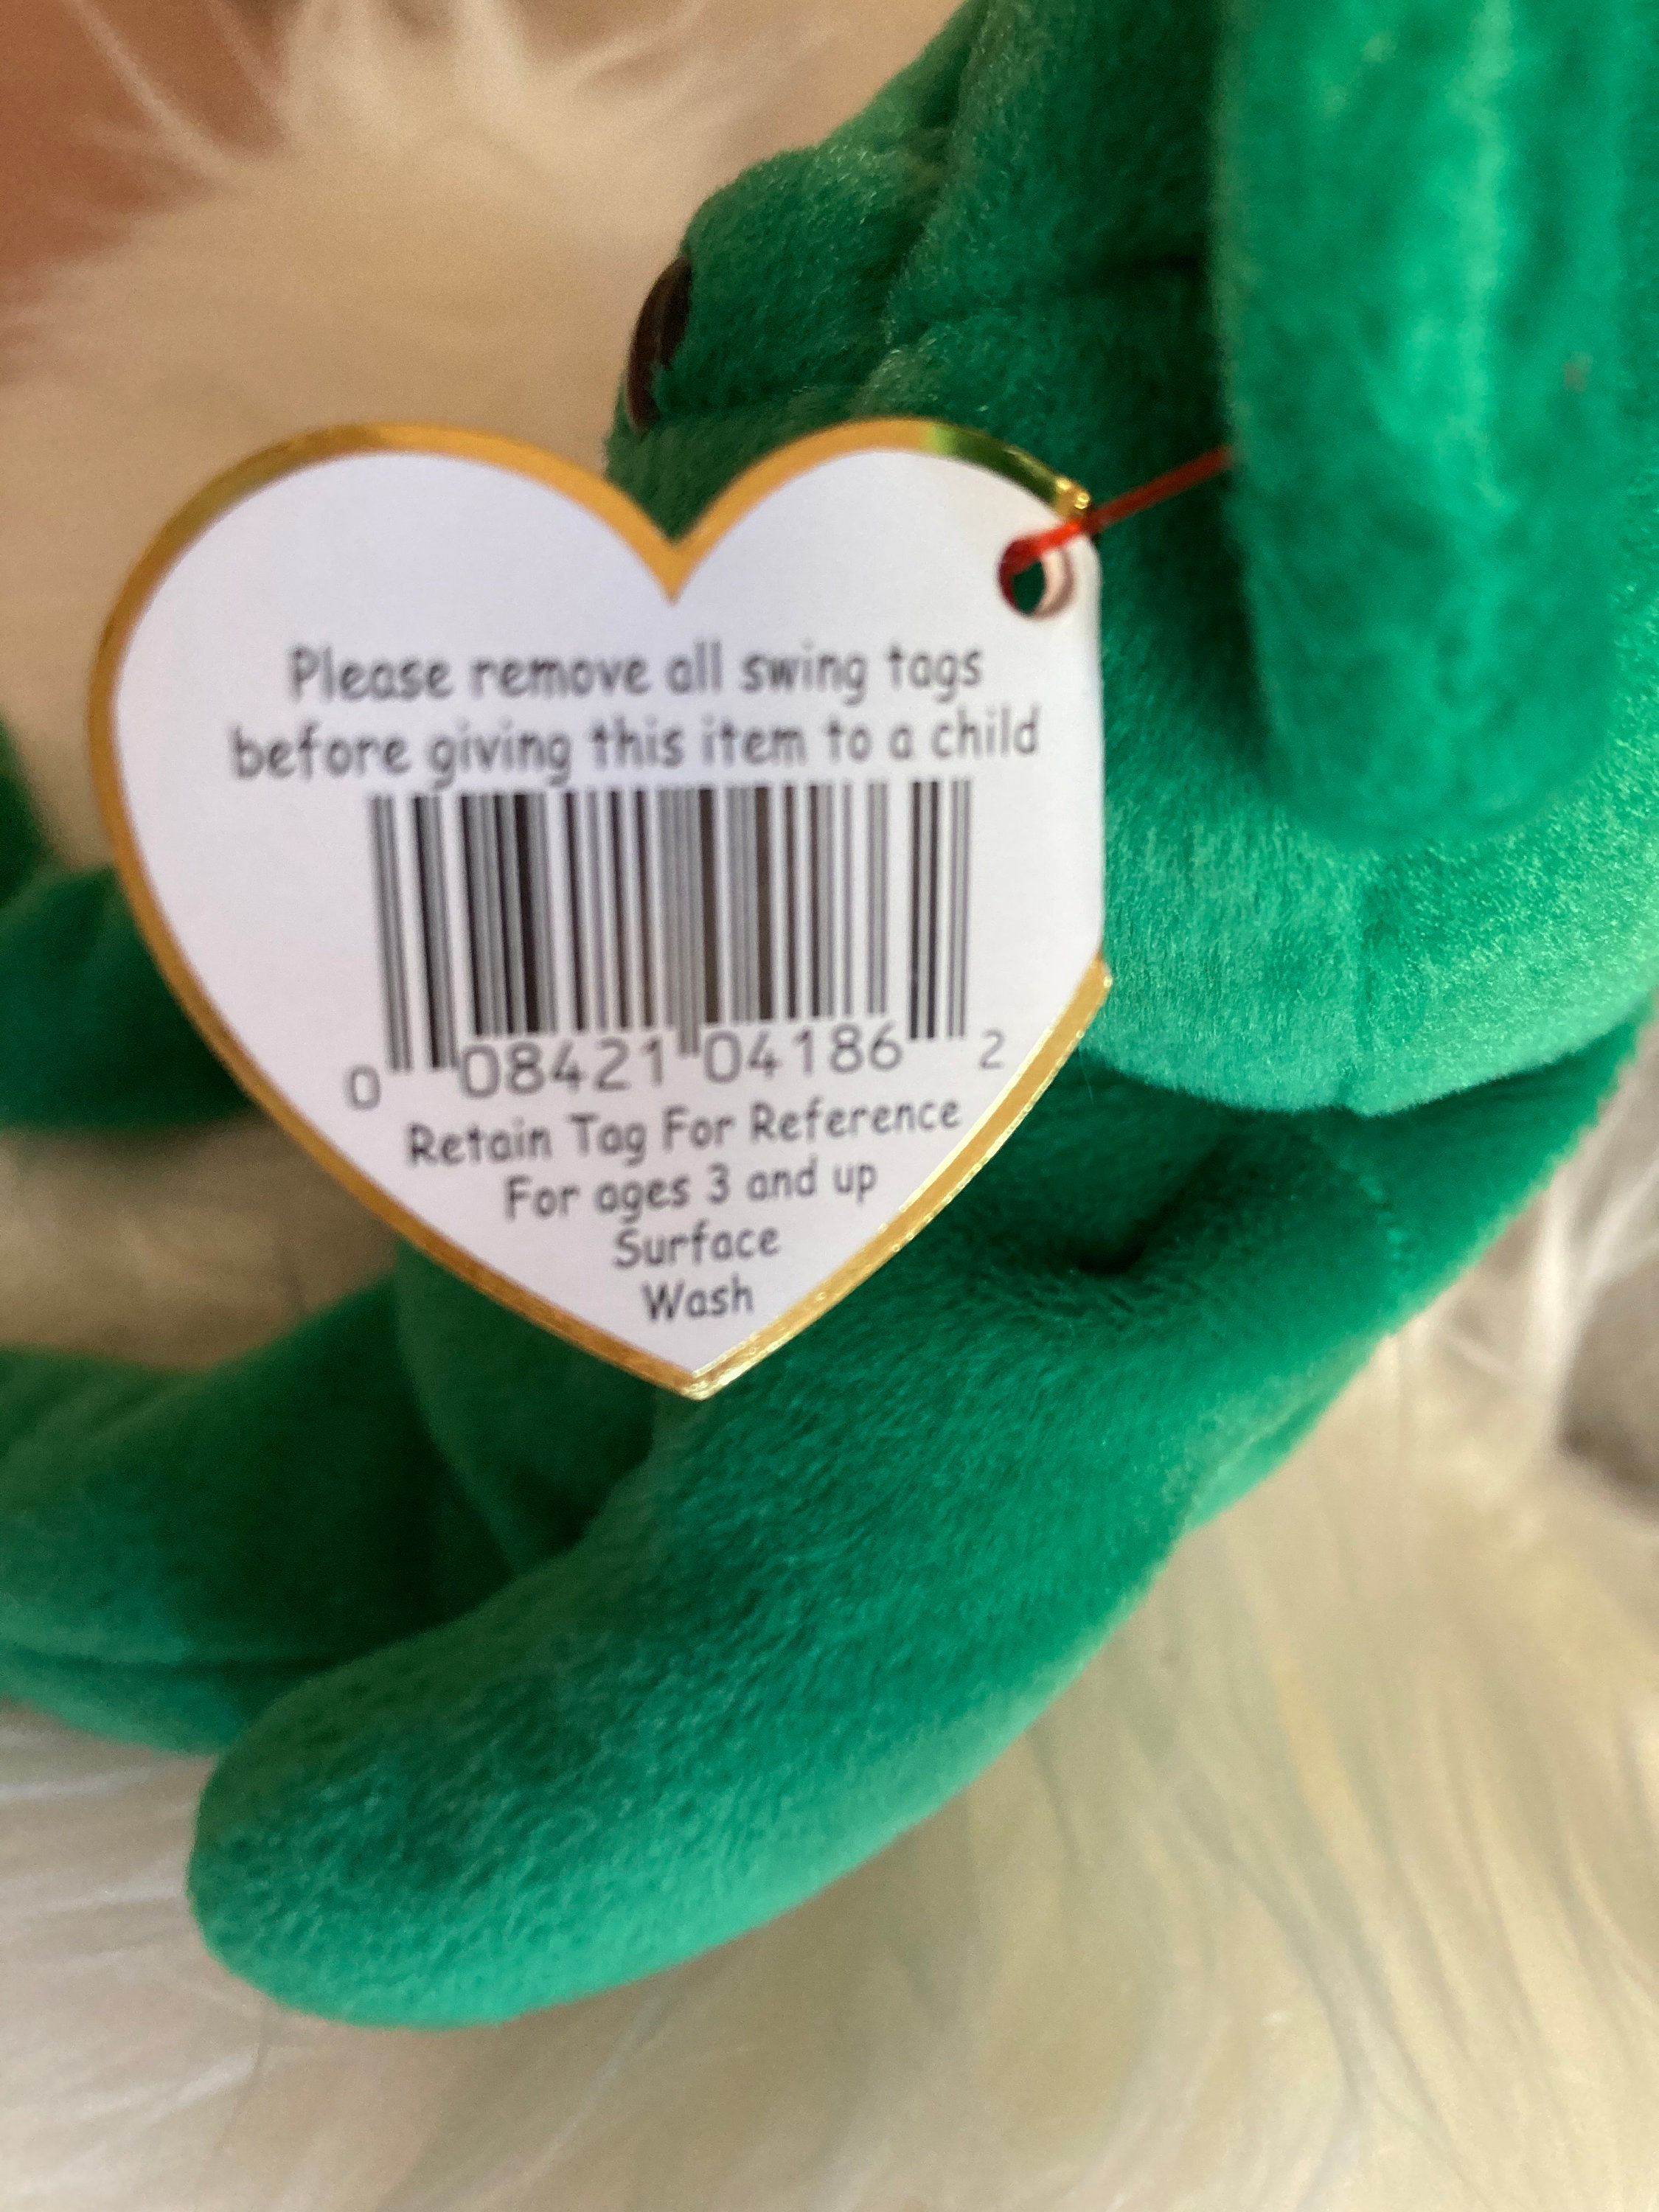 Please remove all swing tags
before giving this item to a child
0 08421 04186 2
Retain Tag For Reference
For ages 3 and up
Surface
Wash